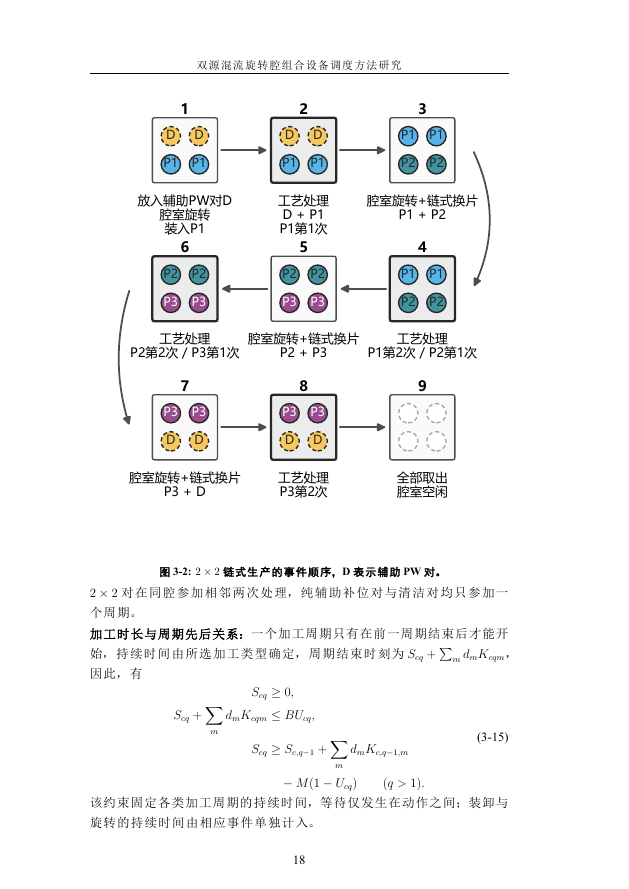 双源混流旋转腔组合设备调度方法研究
1 2 3
D D D D P1 P1
P1 P1 P1 P1 P2 P2
放入辅助PW对D 工艺处理 腔室旋转+链式换片
腔室旋转 D + P1 P1 + P2
装入P1 P1第1次
6 5 4
P2 P2 P2 P2 P1 P1
P3 P3 P3 P3 P2 P2
工艺处理 腔室旋转+链式换片 工艺处理
P2第2次 / P3第1次 P2 + P3 P1第2次 / P2第1次
7 8 9
P3 P3 P3 P3
D D D D
腔室旋转+链式换片 工艺处理 全部取出
P3 + D P3第2次 腔室空闲
图 3-2: 2 × 2 链式生产的事件顺序，D 表示辅助 PW 对。
2 × 2 对在同腔参加相邻两次处理，纯辅助补位对与清洁对均只参加一
个周期。
加工时长与周期先后关系：一个加工周期只有在前一周期结束后才能开
始，持续时间由所选加工类型确定，周期结束时刻为 S_{cq} + ∑_m d_m K_{cqm}，
因此，有
S_{cq} ≥ 0,
S_{cq} + ∑_m d_m K_{cqm} ≤ BU_{cq},
S_{cq} ≥ S_{c,q−1} + ∑_m d_m K_{c,q−1,m}
(3-15)
− M(1 − U_{cq}) (q > 1).
该约束固定各类加工周期的持续时间，等待仅发生在动作之间；装卸与
旋转的持续时间由相应事件单独计入。
18